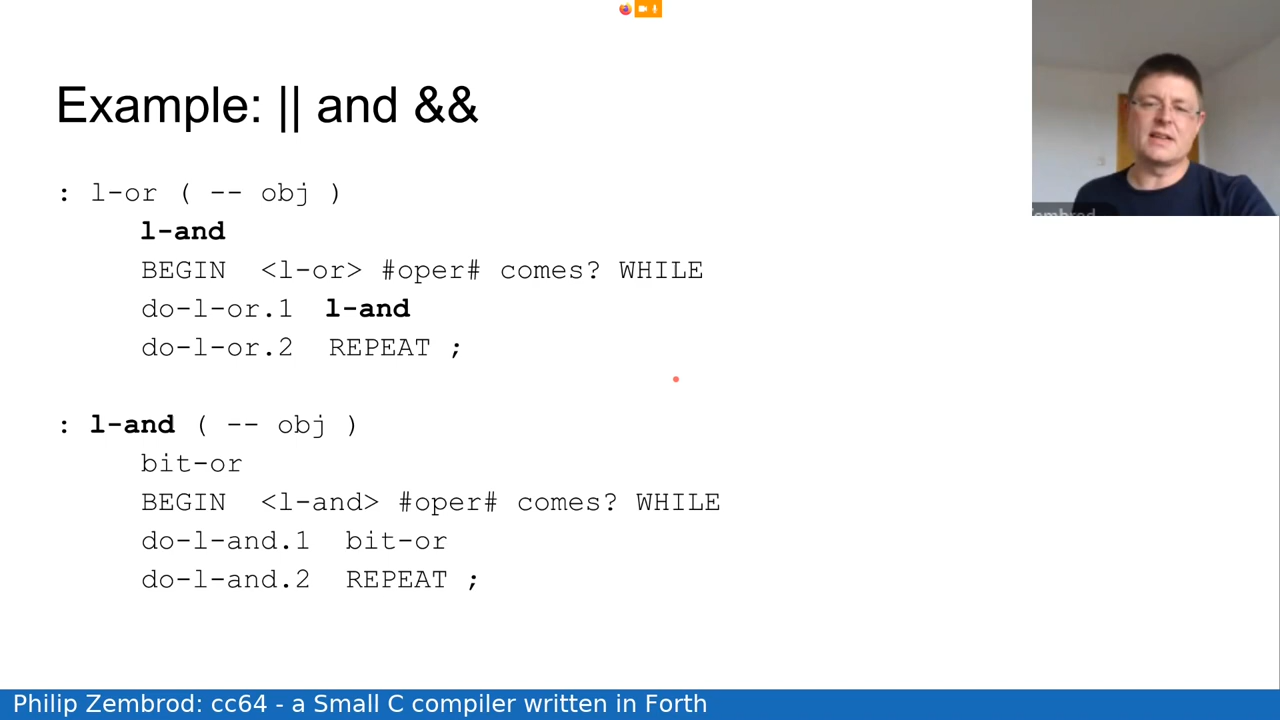 Example: || and &&
: l-or ( -- obj )
l-and
BEGIN <l-or> #oper# comes? WHILE
do-l-or.1 l-and
do-l-or.2 REPEAT ;
: l-and ( -- obj )
bit-or
BEGIN <l-and> #oper# comes? WHILE
do-l-and.1 bit-or
do-l-and.2 REPEAT ;
Zembrod
Philip Zembrod: cc64 - a Small C compiler written in Forth